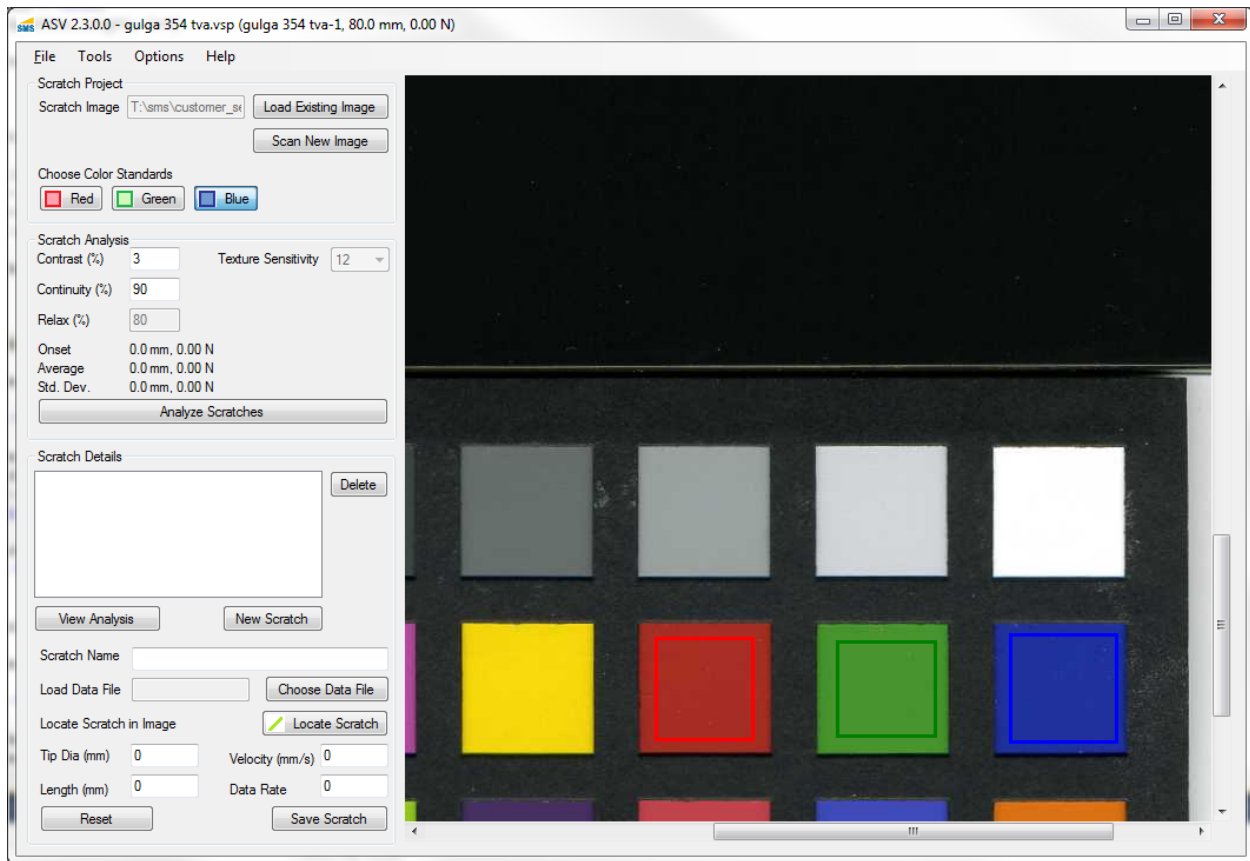 SMS ASV 2.3.0.0 - gulga 354 tva.vsp (gulga 354 tva-1, 80.0 mm, 0.00 N)
File Tools Options Help
Scratch Project
Scratch Image T:\sms\customer_se Load Existing Image
Scan New Image
Choose Color Standards
Red Green Blue
Scratch Analysis
Contrast (%) 3 Texture Sensitivity 12
Continuity (%) 90
Relax (%) 80
Onset 0.0 mm, 0.00 N
Average 0.0 mm, 0.00 N
Std. Dev. 0.0 mm, 0.00 N
Analyze Scratches
Scratch Details
Delete
View Analysis New Scratch
Scratch Name
Load Data File Choose Data File
Locate Scratch in Image Locate Scratch
Tip Dia (mm) 0 Velocity (mm/s) 0
Length (mm) 0 Data Rate 0
Reset Save Scratch